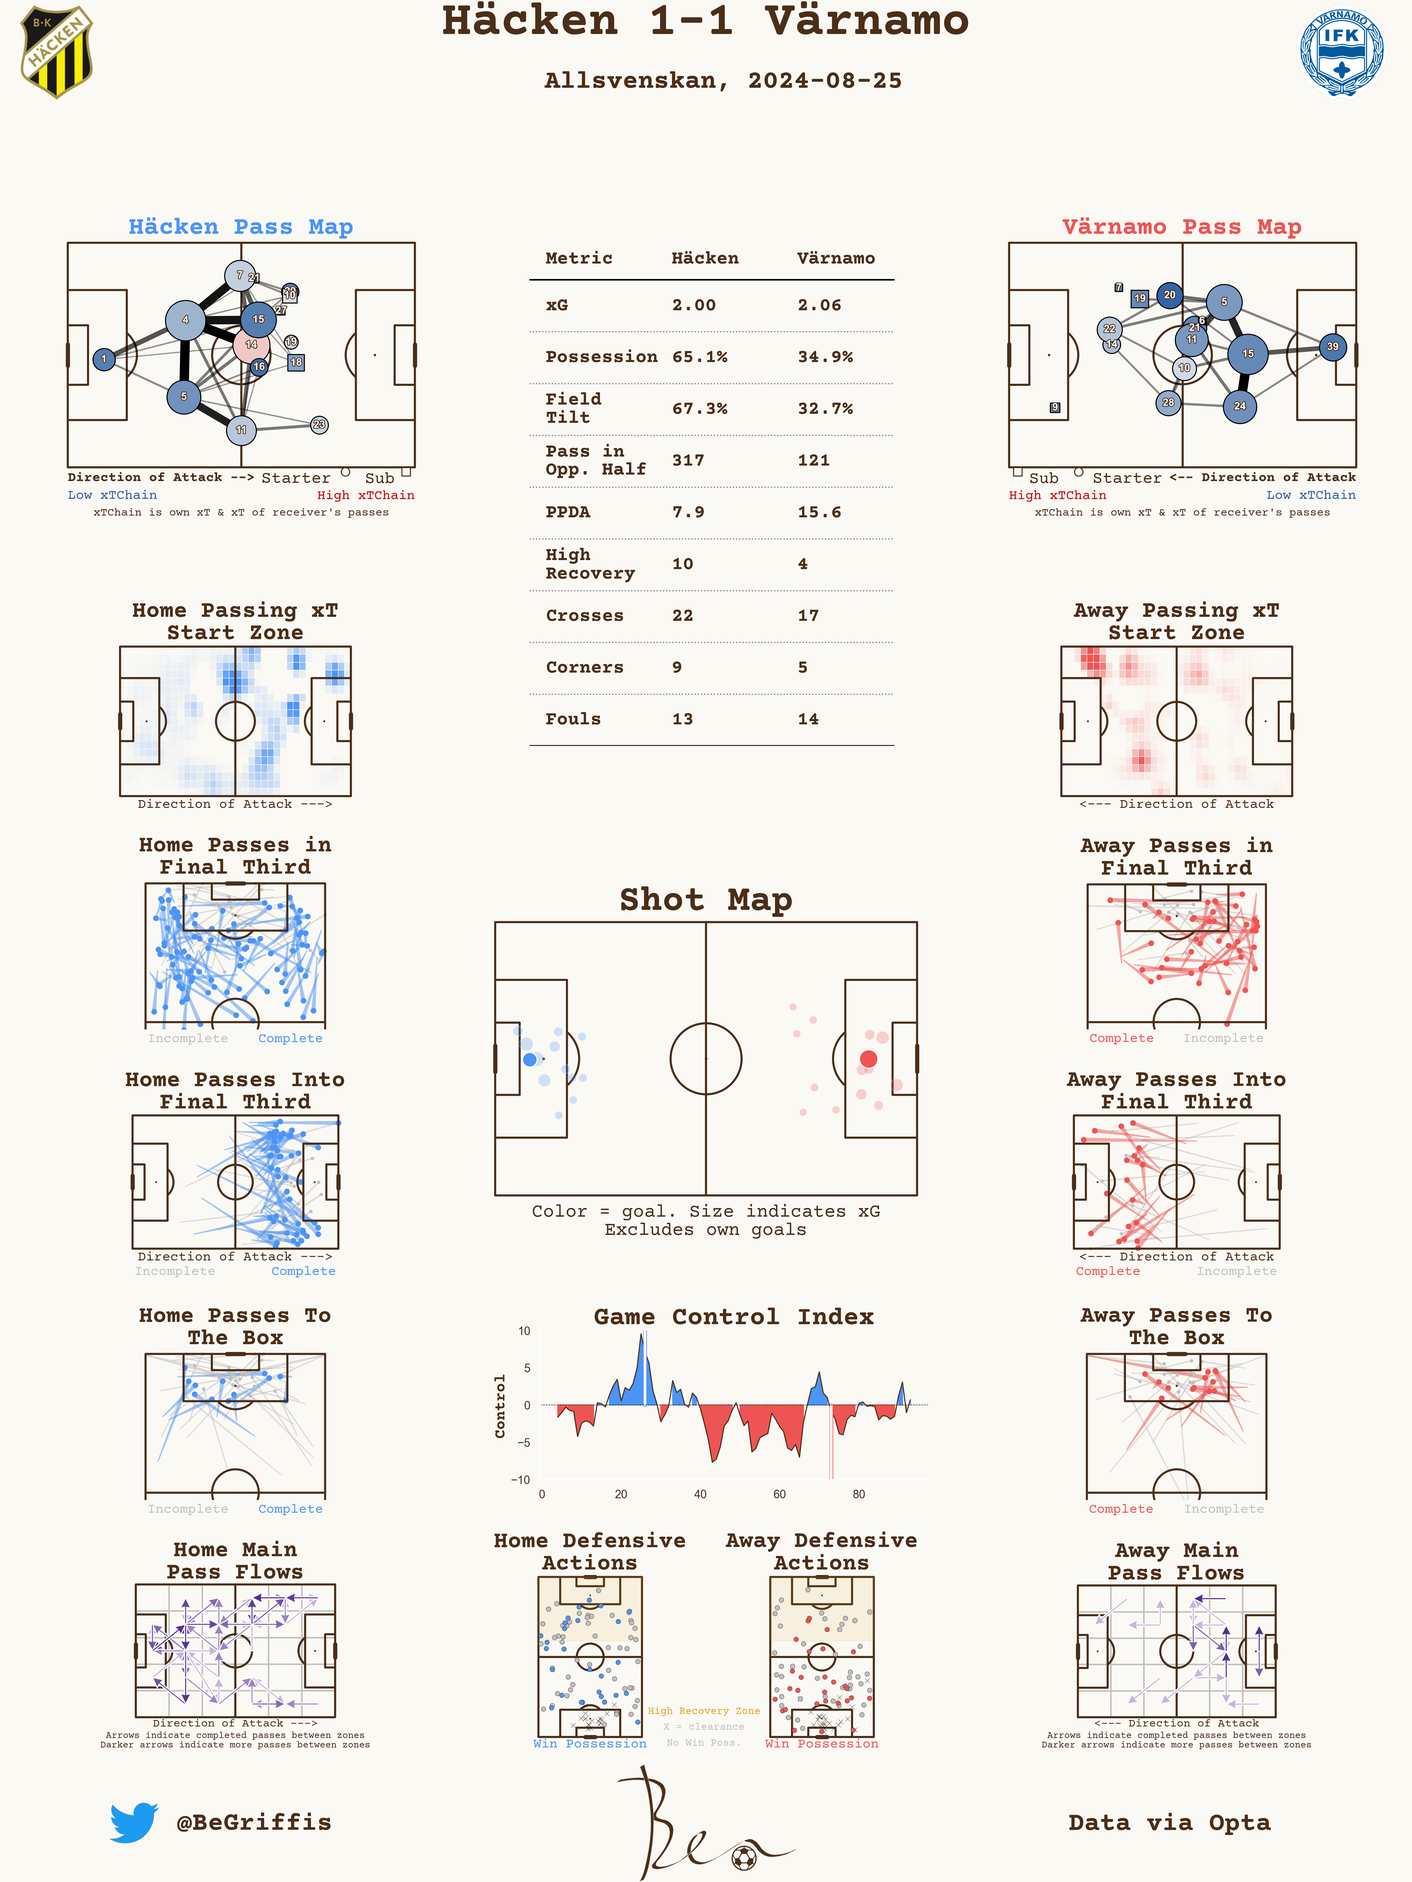 Häcken 1-1 Värnamo
Allsvenskan, 2024-08-25
B·K
HÄCKEN
VÄRNAMO
IFK
Häcken Pass Map
7
21
10
27
4
15
14
19
1
16
18
5
11
23
Direction of Attack --> Starter Sub
Low xTChain High xTChain
xTChain is own xT & xT of receiver's passes
Metric Häcken Värnamo
xG 2.00 2.06
Possession 65.1% 34.9%
Field
Tilt 67.3% 32.7%
Pass in
Opp. Half 317 121
PPDA 7.9 15.6
High
Recovery 10 4
Crosses 22 17
Corners 9 5
Fouls 13 14
Värnamo Pass Map
7
19
20
5
22
21
6
14
11
15
39
10
9
28
24
Sub Starter <-- Direction of Attack
High xTChain Low xTChain
xTChain is own xT & xT of receiver's passes
Home Passing xT
Start Zone
Direction of Attack --->
Away Passing xT
Start Zone
<--- Direction of Attack
Home Passes in
Final Third
Incomplete Complete
Away Passes in
Final Third
Complete Incomplete
Shot Map
Color = goal. Size indicates xG
Excludes own goals
Home Passes Into
Final Third
Direction of Attack --->
Incomplete Complete
Away Passes Into
Final Third
<--- Direction of Attack
Complete Incomplete
Home Passes To
The Box
Incomplete Complete
Game Control Index
Control
10
5
0
−5
−10
0 20 40 60 80
Away Passes To
The Box
Complete Incomplete
Home Main
Pass Flows
Direction of Attack --->
Arrows indicate completed passes between zones
Darker arrows indicate more passes between zones
Home Defensive
Actions
Win Possession
High Recovery Zone
X = clearance
No Win Poss.
Away Defensive
Actions
Win Possession
Away Main
Pass Flows
<--- Direction of Attack
Arrows indicate completed passes between zones
Darker arrows indicate more passes between zones
@BeGriffis
Ben
Data via Opta